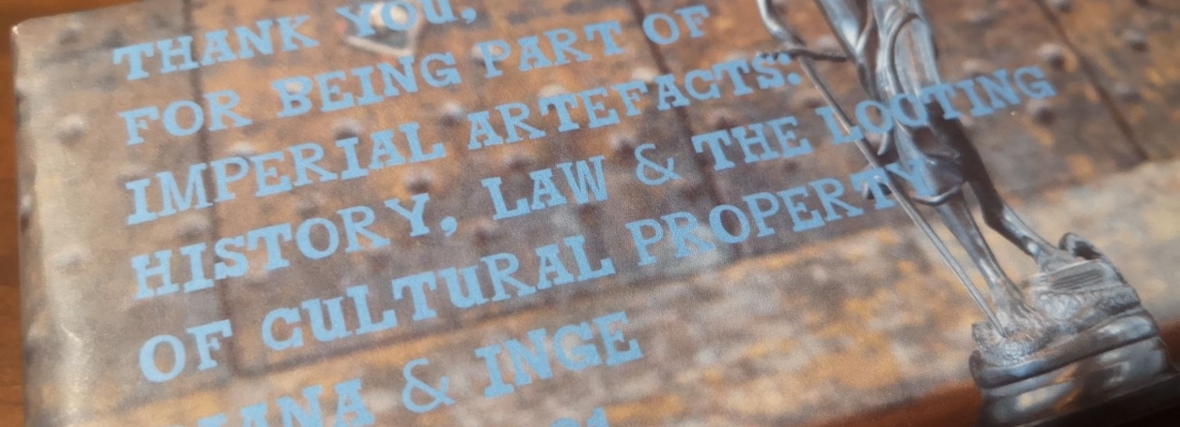 THANK YOU,
FOR BEING PART OF
IMPERIAL ARTEFACTS:
HISTORY, LAW & THE LOOTING
OF CULTURAL PROPERTY
& INGE